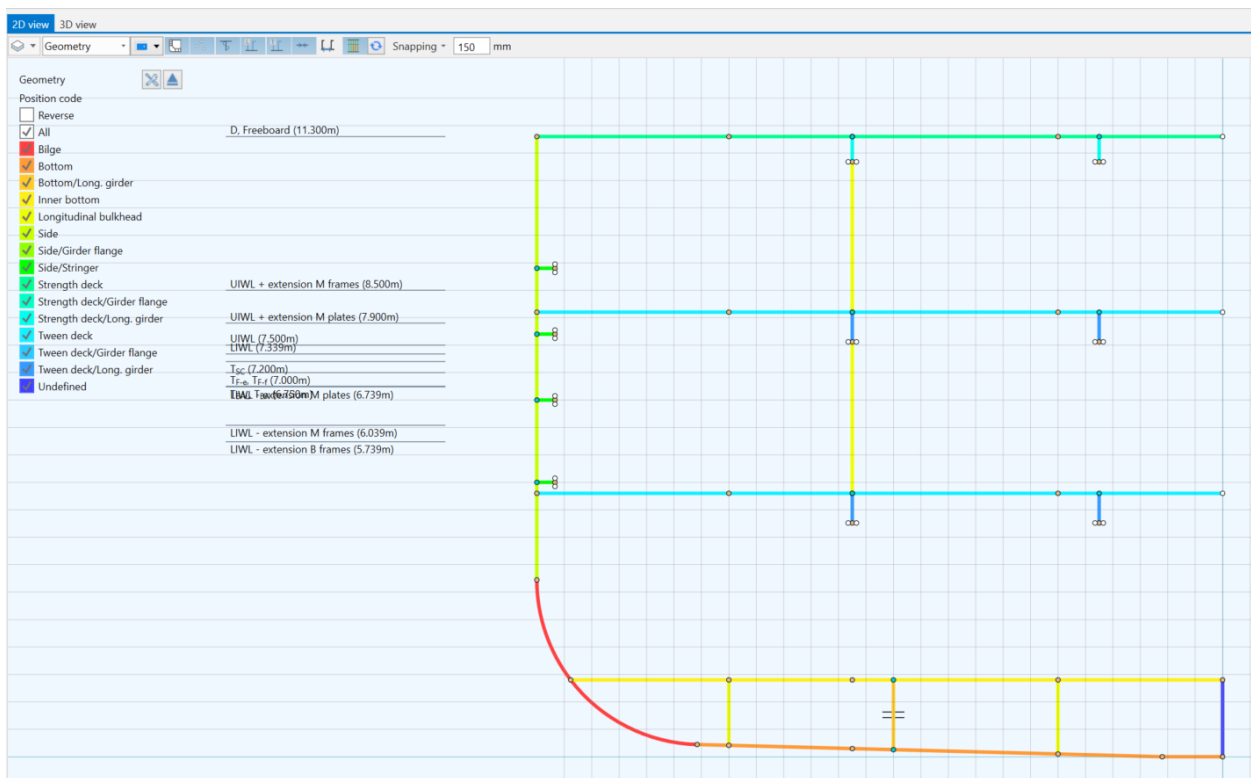 2D view 3D view
Geometry Snapping 150 mm
Geometry
Position code
Reverse
All
Bilge
Bottom
Bottom/Long. girder
Inner bottom
Longitudinal bulkhead
Side
Side/Girder flange
Side/Stringer
Strength deck
Strength deck/Girder flange
Strength deck/Long. girder
Tween deck
Tween deck/Girder flange
Tween deck/Long. girder
Undefined
D, Freeboard (11.300m)
UIWL + extension M frames (8.500m)
UIWL + extension M plates (7.900m)
UIWL (7.500m)
LIWL (7.339m)
TSC (7.200m)
TF-e, TF-f (7.000m)
extension M plates (6.739m)
LIWL - extension M frames (6.039m)
LIWL - extension B frames (5.739m)